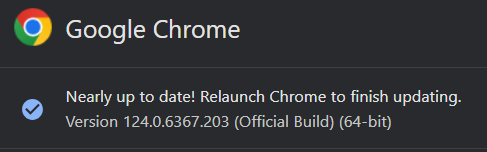 Google Chrome
Nearly up to date! Relaunch Chrome to finish updating.
Version 124.0.6367.203 (Official Build) (64-bit)